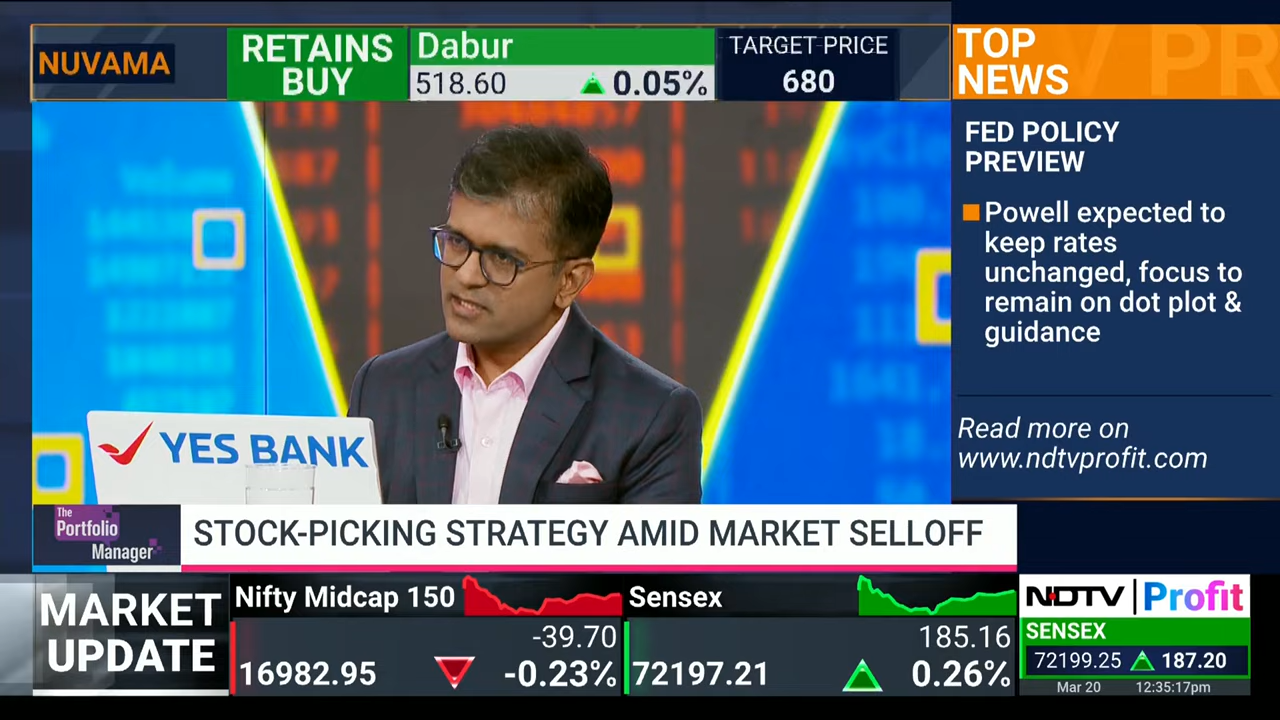 NUVAMA
RETAINS
BUY
Dabur
518.60 0.05%
TARGET PRICE
680
TOP
NEWS
FED POLICY
PREVIEW
Powell expected to
keep rates
unchanged, focus to
remain on dot plot &
guidance
Read more on
www.ndtvprofit.com
YES BANK
The
Portfolio
Manager
STOCK-PICKING STRATEGY AMID MARKET SELLOFF
MARKET
UPDATE
Nifty Midcap 150
-39.70
16982.95 -0.23%
Sensex
185.16
72197.21 0.26%
NDTV Profit
SENSEX
72199.25 187.20
Mar 20 12:35:17pm